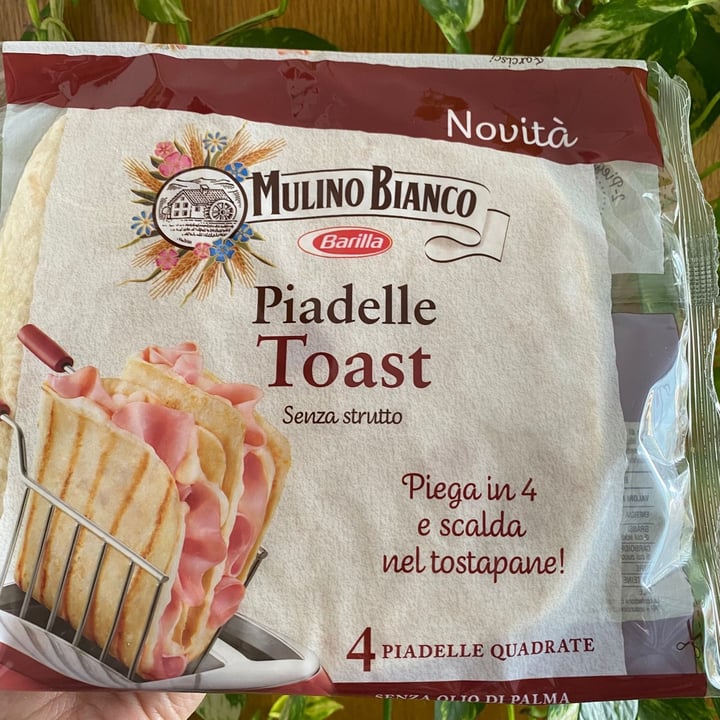 Farcisci
Novità
MULINO BIANCO
Barilla
Piadelle
Toast
Senza strutto
Piega in 4
e scalda
nel tostapane!
4 PIADELLE QUADRATE
SENZA OLIO DI PALMA